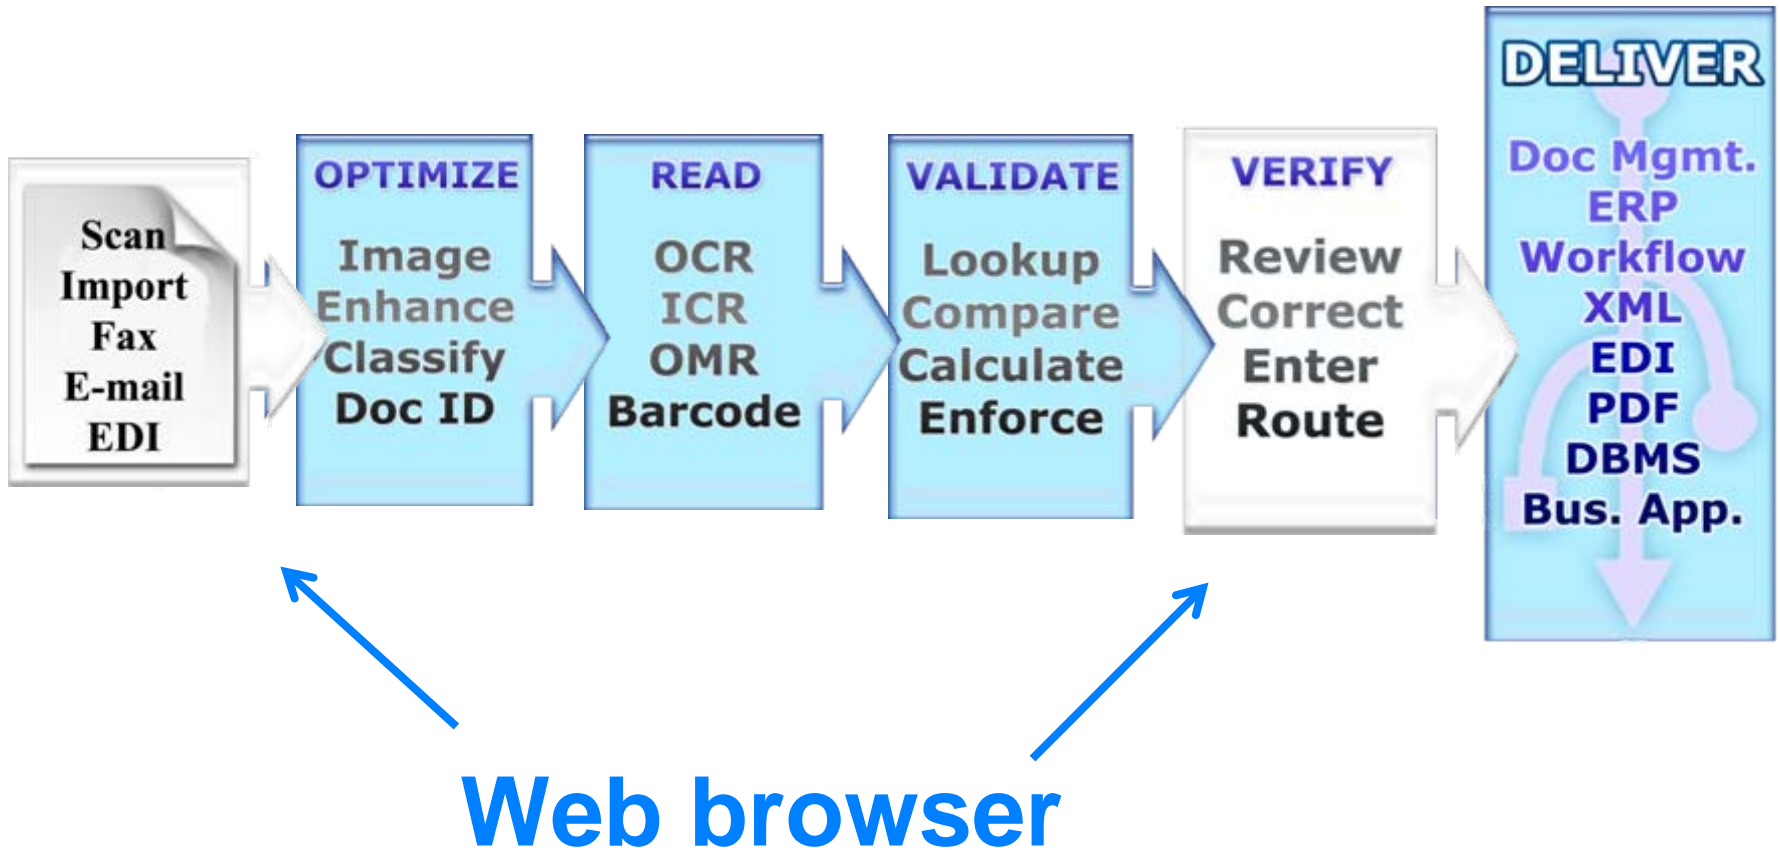 Scan
Import
Fax
E-mail
EDI
OPTIMIZE
Image
Enhance
Classify
Doc ID
READ
OCR
ICR
OMR
Barcode
VALIDATE
Lookup
Compare
Calculate
Enforce
VERIFY
Review
Correct
Enter
Route
DELIVER
Doc Mgmt.
ERP
Workflow
XML
EDI
PDF
DBMS
Bus. App.
Web browser